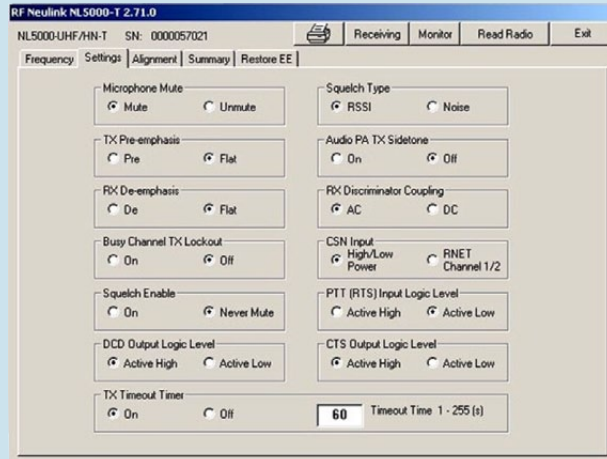 RF Neulink NL5000-T 2.71.0
NL5000-UHF/HN-T SN: 0000057021 Receiving Monitor Read Radio Exit
Frequency Settings Alignment Summary Restore EE
Microphone Mute Squelch Type
Mute Unmute RSSI Noise
TX Pre-emphasis Audio PA TX Sidetone
Pre Flat On Off
RX De-emphasis RX Discriminator Coupling
De Flat AC DC
Busy Channel TX Lockout CSN Input
On Off High/Low Power RNET Channel 1/2
Squelch Enable PTT (RTS) Input Logic Level
On Never Mute Active High Active Low
DCD Output Logic Level CTS Output Logic Level
Active High Active Low Active High Active Low
TX Timeout Timer
On Off 60 Timeout Time 1 - 255 (s)